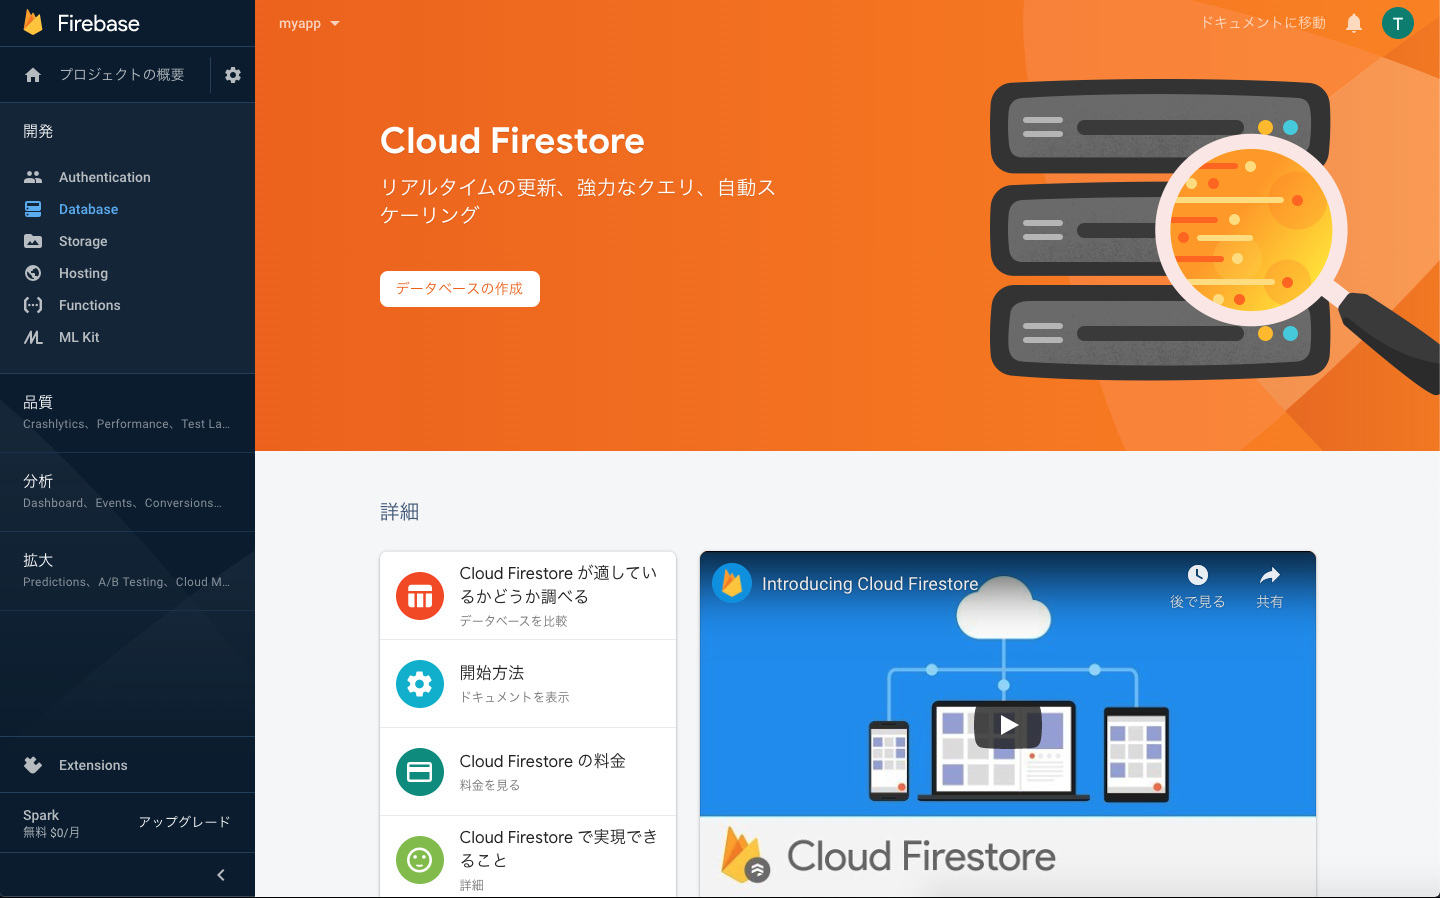 Firebase
プロジェクトの概要
開発
Authentication
Database
Storage
Hosting
Functions
ML Kit
品質
Crashlytics、Performance、Test La...
分析
Dashboard、Events、Conversions...
拡大
Predictions、A/B Testing、Cloud M...
Extensions
Spark
無料 $0/月
アップグレード
myapp
ドキュメントに移動
T
Cloud Firestore
リアルタイムの更新、強力なクエリ、自動ス
ケーリング
データベースの作成
詳細
Cloud Firestore が適してい
るかどうか調べる
データベースを比較
開始方法
ドキュメントを表示
Cloud Firestore の料金
料金を見る
Cloud Firestore で実現でき
ること
詳細
Introducing Cloud Firestore
後で見る
共有
Cloud Firestore